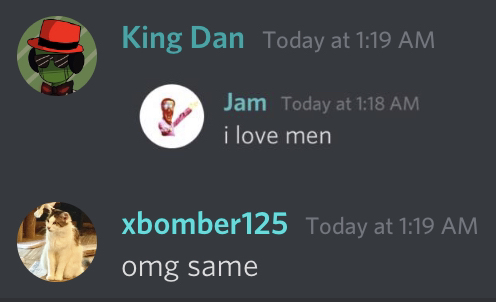 King Dan Today at 1:19 AM
Jam Today at 1:18 AM
i love men
xbomber125 Today at 1:19 AM
omg same